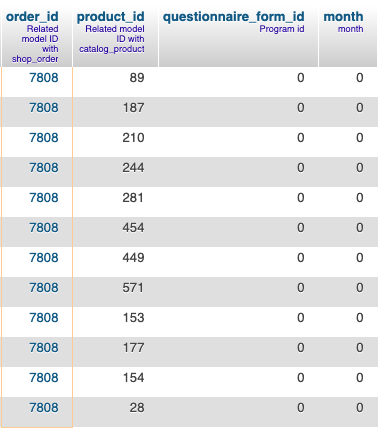 order_id product_id questionnaire_form_id month
Related model ID with shop_order Related model ID with catalog_product Program id month
7808 89 0 0
7808 187 0 0
7808 210 0 0
7808 244 0 0
7808 281 0 0
7808 454 0 0
7808 449 0 0
7808 571 0 0
7808 153 0 0
7808 177 0 0
7808 154 0 0
7808 28 0 0